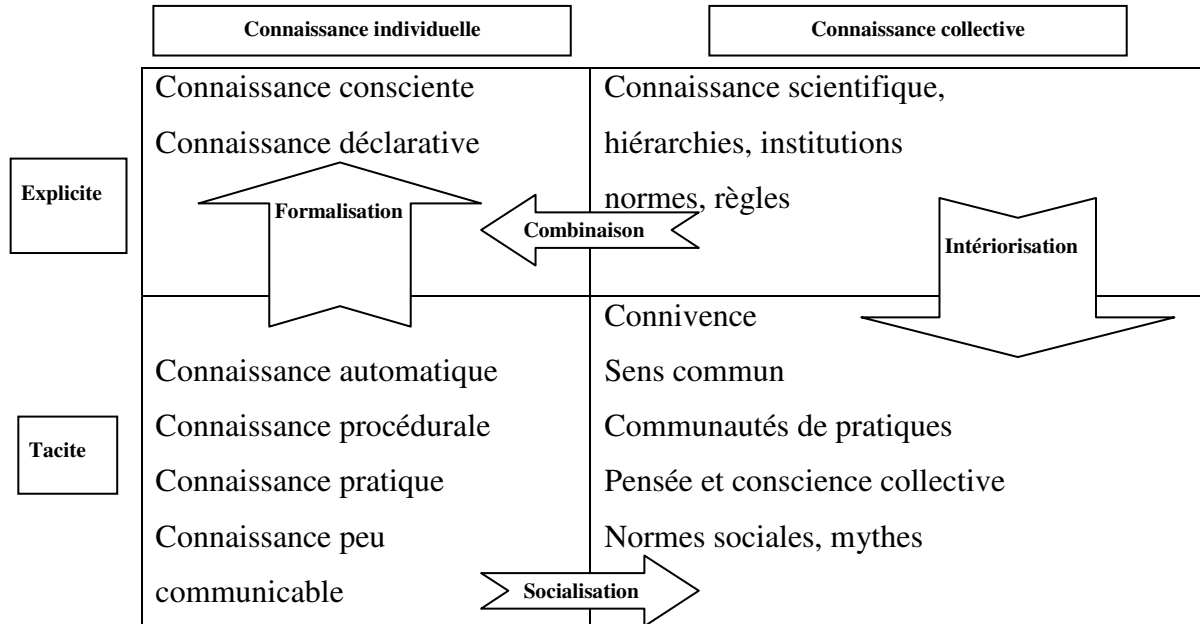 Connaissance individuelle
Connaissance collective
Explicite
Connaissance consciente
Connaissance déclarative
Formalisation
Connaissance scientifique,
hiérarchies, institutions
normes, règles
Combinaison
Intériorisation
Tacite
Connaissance automatique
Connaissance procédurale
Connaissance pratique
Connaissance peu
communicable
Connivence
Sens commun
Communautés de pratiques
Pensée et conscience collective
Normes sociales, mythes
Socialisation